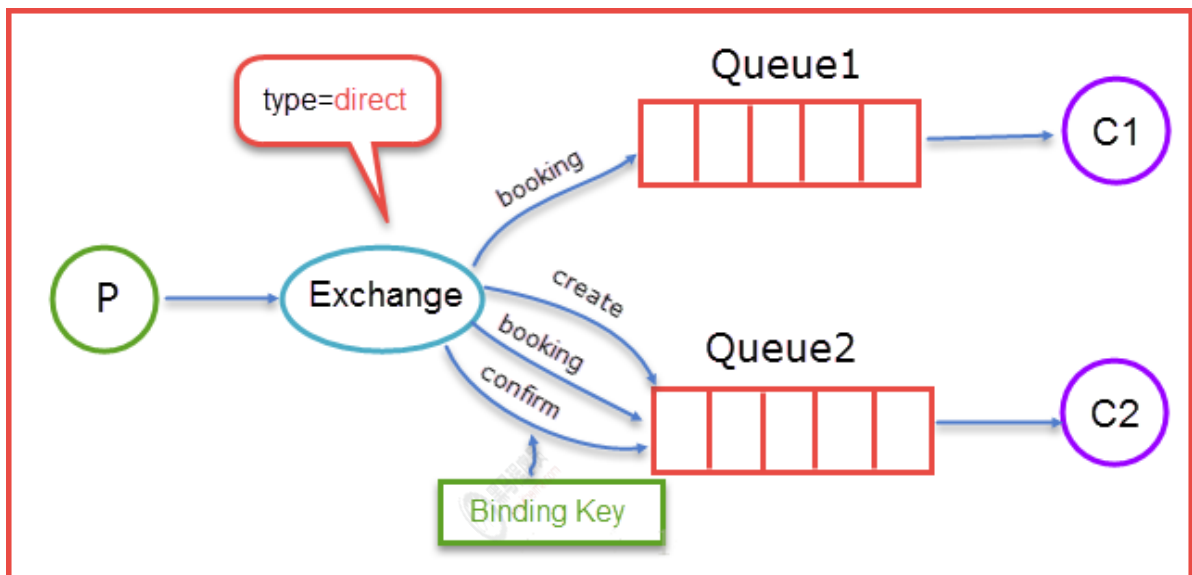 Queue1
type=direct
C1
booking
P
Exchange
create
booking
Queue2
confirm
C2
Binding Key